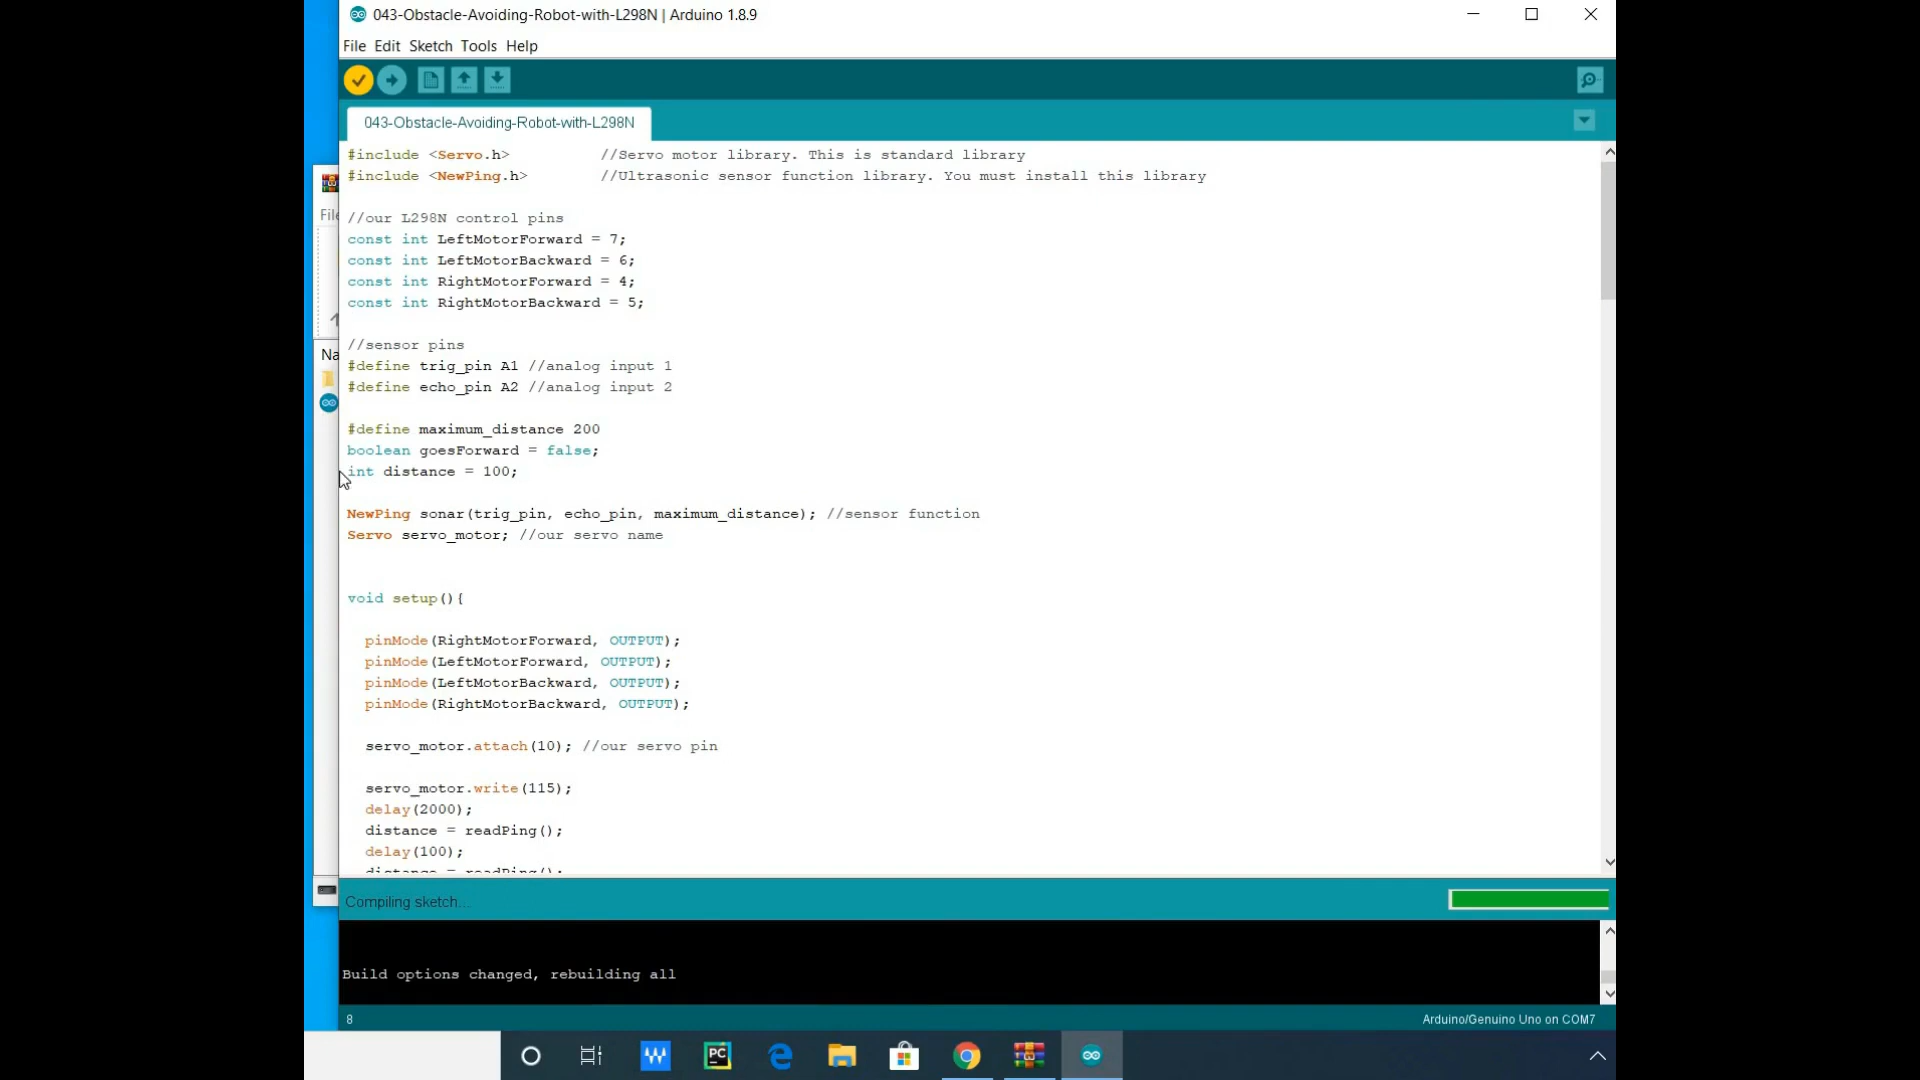 043-Obstacle-Avoiding-Robot-with-L298N | Arduino 1.8.9
File Edit Sketch Tools Help
043-Obstacle-Avoiding-Robot-with-L298N
#include <Servo.h>          //Servo motor library. This is standard library
#include <NewPing.h>        //Ultrasonic sensor function library. You must install this library
//our L298N control pins
const int LeftMotorForward = 7;
const int LeftMotorBackward = 6;
const int RightMotorForward = 4;
const int RightMotorBackward = 5;
//sensor pins
#define trig_pin A1 //analog input 1
#define echo_pin A2 //analog input 2
#define maximum_distance 200
boolean goesForward = false;
int distance = 100;
NewPing sonar(trig_pin, echo_pin, maximum_distance); //sensor function
Servo servo_motor; //our servo name
void setup(){
  pinMode(RightMotorForward, OUTPUT);
  pinMode(LeftMotorForward, OUTPUT);
  pinMode(LeftMotorBackward, OUTPUT);
  pinMode(RightMotorBackward, OUTPUT);
  servo_motor.attach(10); //our servo pin
  servo_motor.write(115);
  delay(2000);
  distance = readPing();
  delay(100);
  distance = readPing();
Compiling sketch...
Build options changed, rebuilding all
8
Arduino/Genuino Uno on COM7